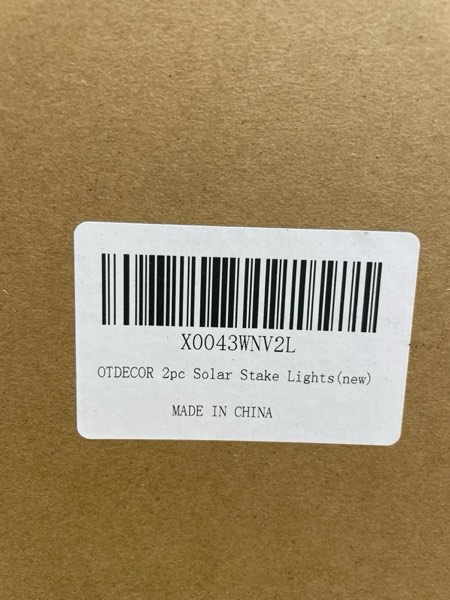 X0043WNV2L
OTDECOR 2pc Solar Stake Lights(new)
MADE IN CHINA